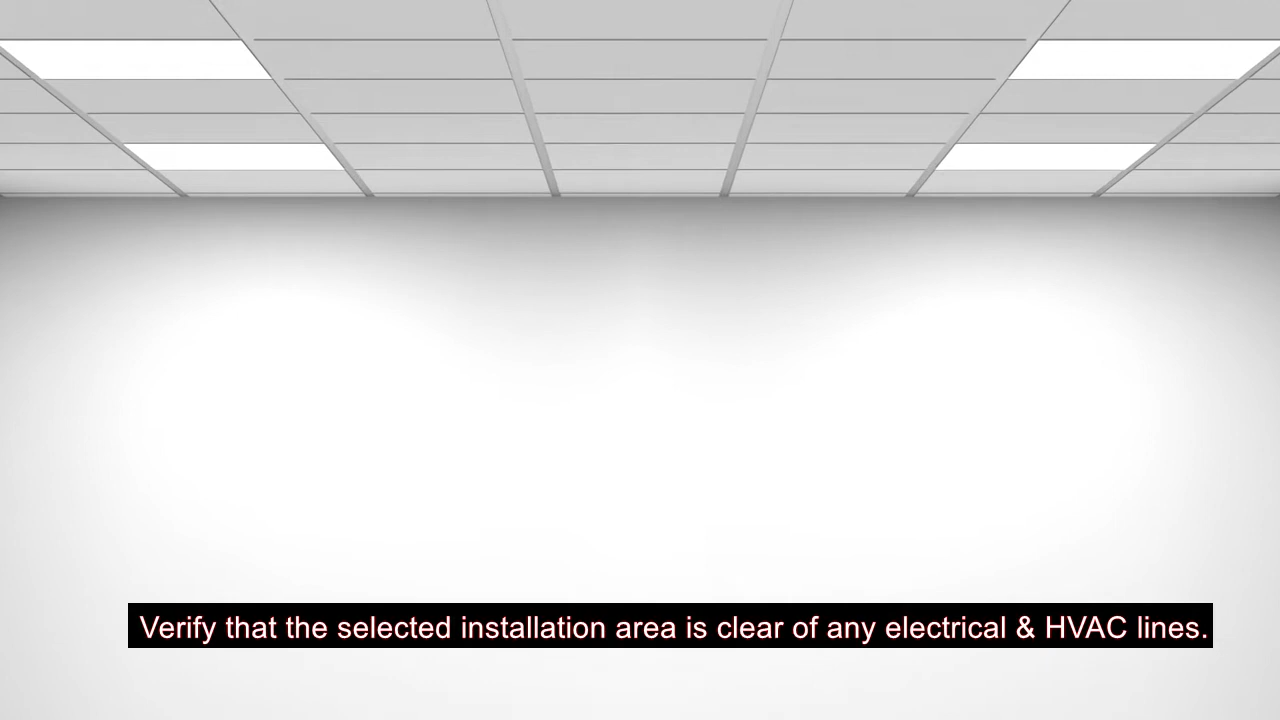 Verify that the selected installation area is clear of any electrical & HVAC lines.